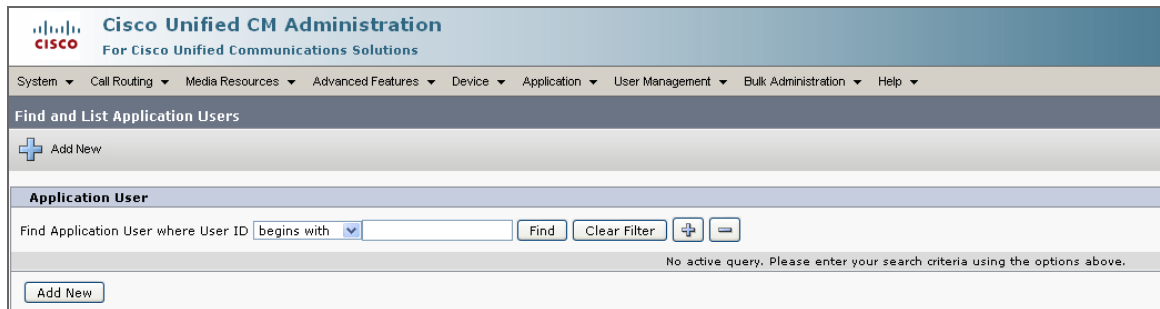 cisco
Cisco Unified CM Administration
For Cisco Unified Communications Solutions
System Call Routing Media Resources Advanced Features Device Application User Management Bulk Administration Help
Find and List Application Users
Add New
Application User
Find Application User where User ID begins with Find Clear Filter
No active query. Please enter your search criteria using the options above.
Add New